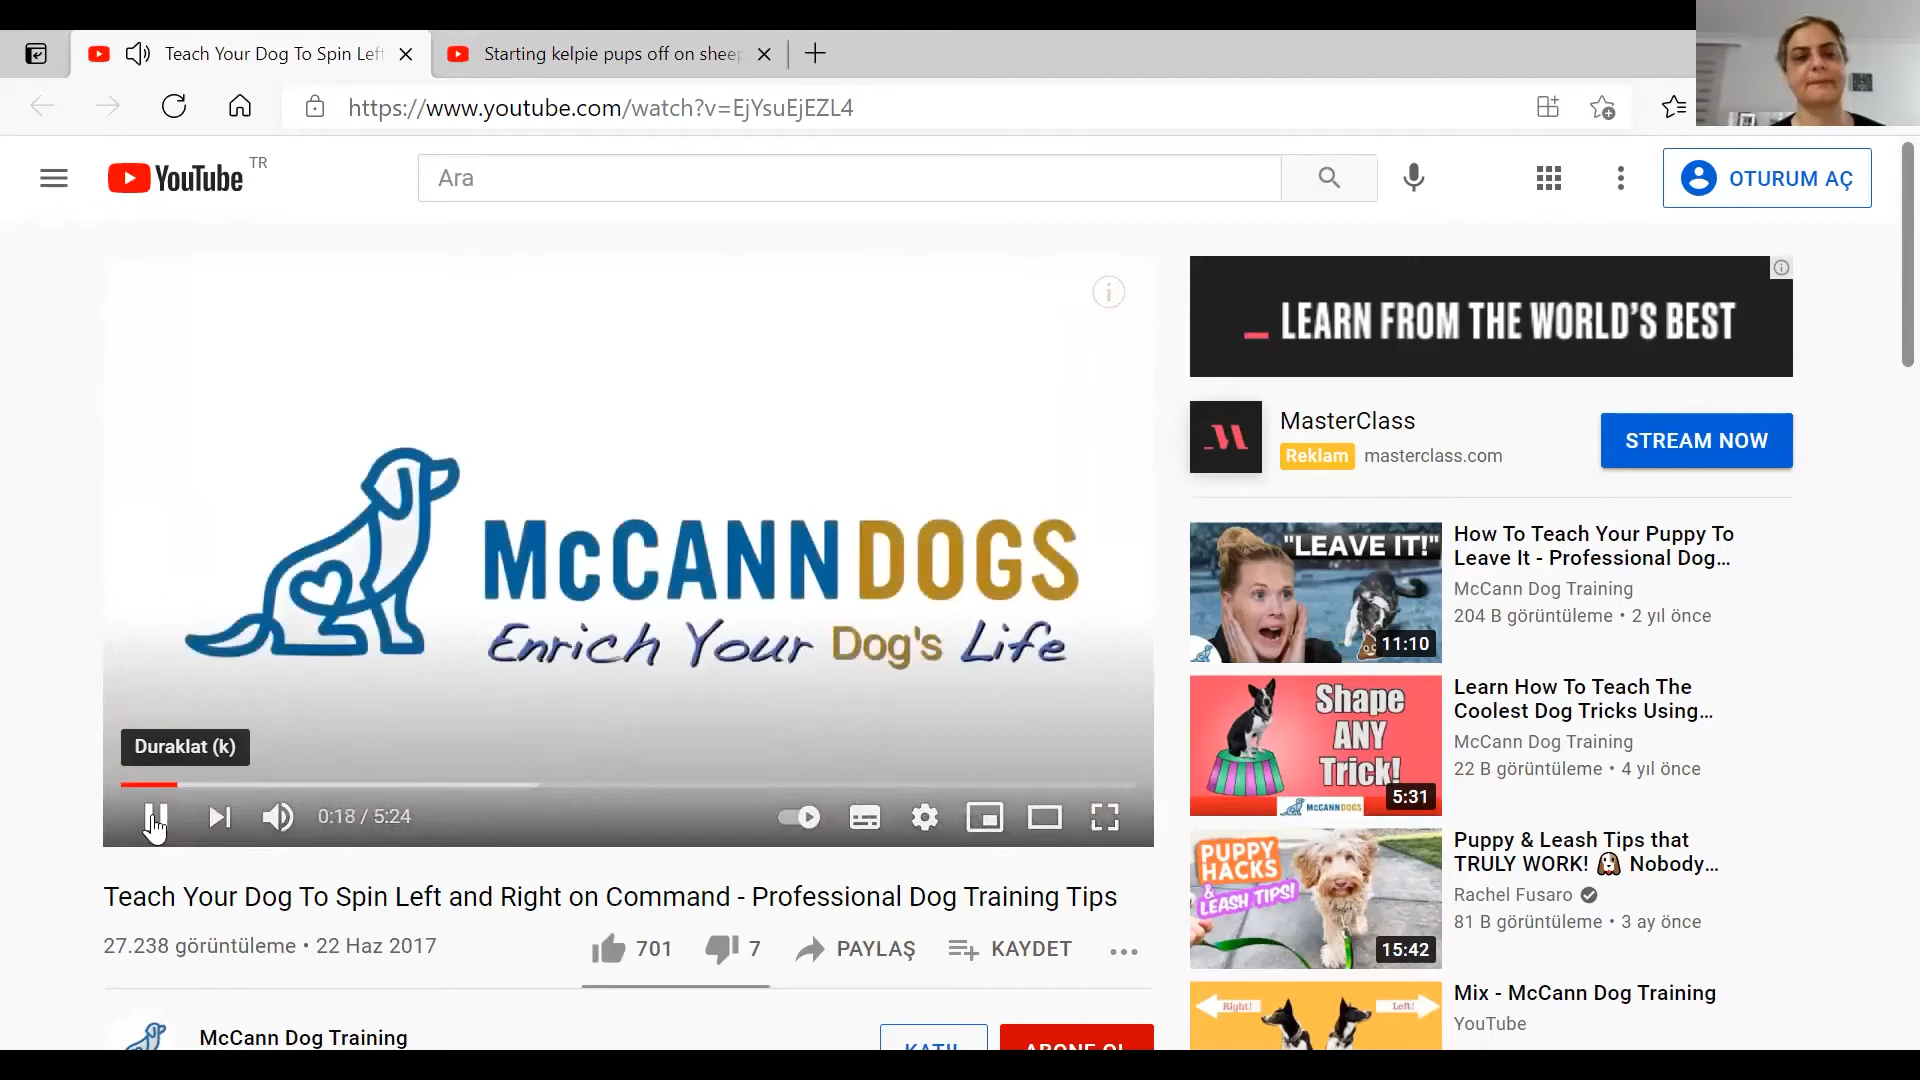 Teach Your Dog To Spin Left
Starting kelpie pups off on sheep
https://www.youtube.com/watch?v=EjYsuEjEZL4
YouTube TR
Ara
OTURUM AÇ
McCANNDOGS
Enrich Your Dog's Life
Duraklat (k)
0:18 / 5:24
Teach Your Dog To Spin Left and Right on Command - Professional Dog Training Tips
27.238 görüntüleme • 22 Haz 2017
701
7
PAYLAŞ
KAYDET
McCann Dog Training
KATIL
ABONE OL
LEARN FROM THE WORLD'S BEST
MasterClass
Reklam masterclass.com
STREAM NOW
"LEAVE IT!"
11:10
How To Teach Your Puppy To
Leave It - Professional Dog...
McCann Dog Training
204 B görüntüleme • 2 yıl önce
Shape
ANY
Trick!
McCANNDOGS
5:31
Learn How To Teach The
Coolest Dog Tricks Using...
McCann Dog Training
22 B görüntüleme • 4 yıl önce
PUPPY
HACKS
& LEASH TIPS!
15:42
Puppy & Leash Tips that
TRULY WORK! 🐶 Nobody...
Rachel Fusaro
81 B görüntüleme • 3 ay önce
Right!
Left!
Mix - McCann Dog Training
YouTube